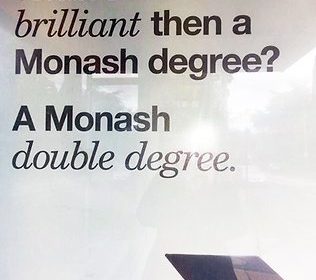 brilliant then a
Monash degree?
A Monash
double degree.